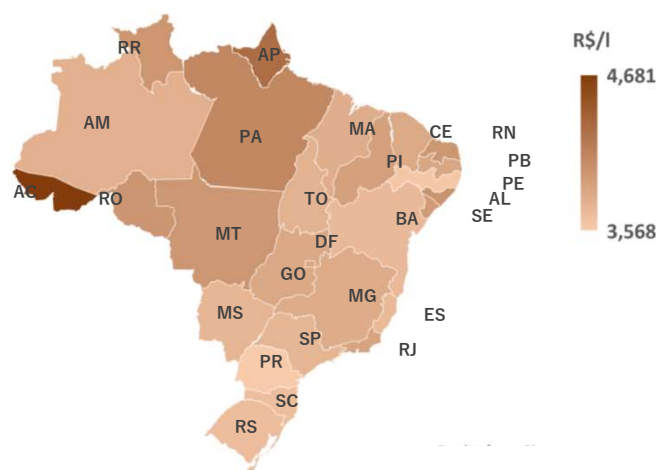 RR
AP
R$/l
4,681
AM
PA
MA
CE
RN
PI
PB
PE
AC
RO
TO
AL
SE
BA
MT
DF
3,568
GO
MG
MS
ES
SP
RJ
PR
SC
RS